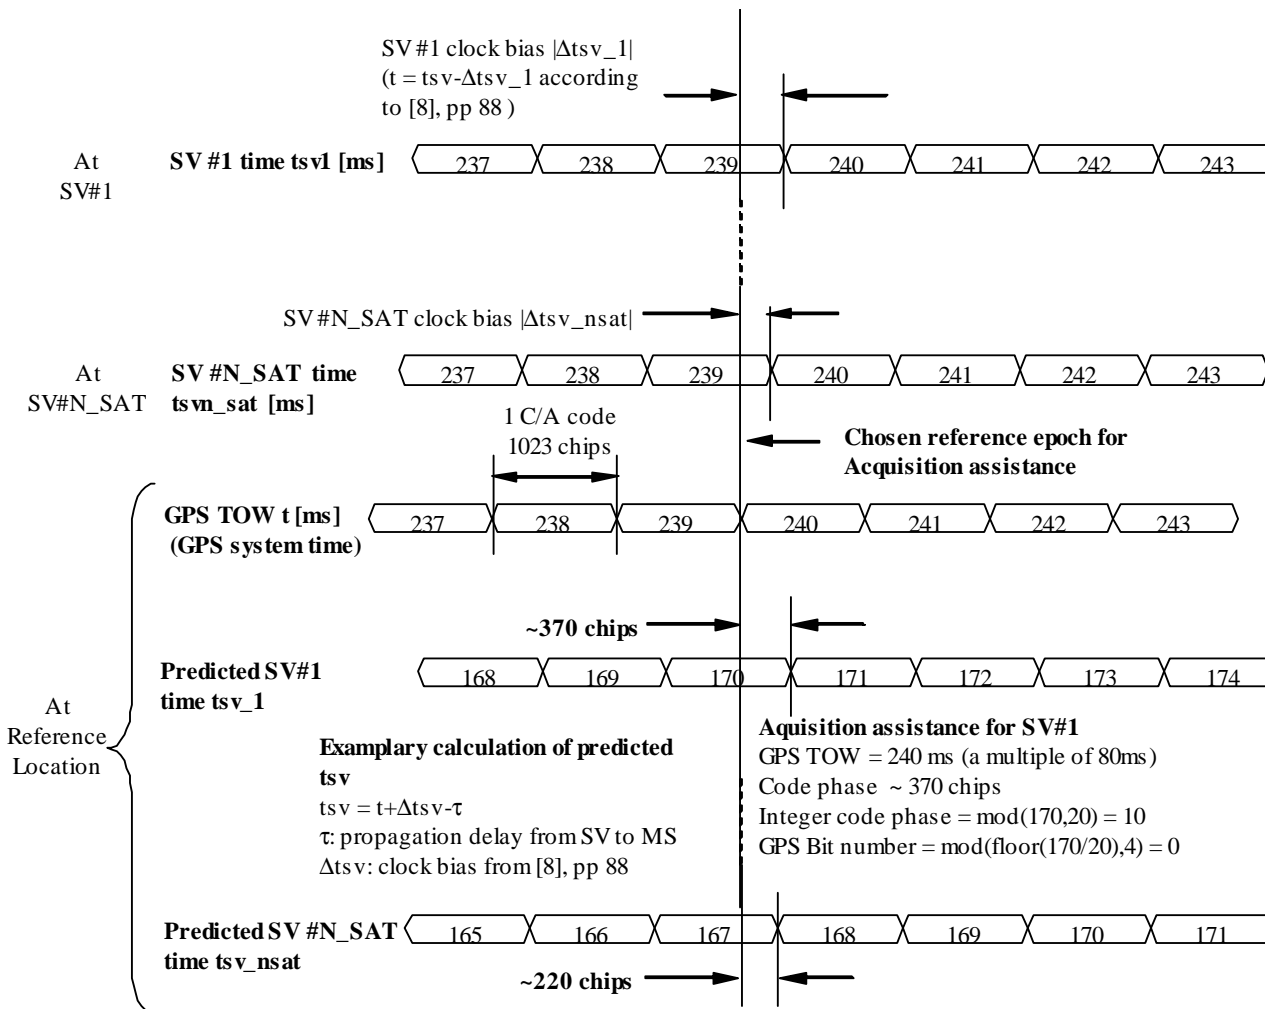 SV #1 clock bias |Δtsv_1|
(t = tsv-Δtsv_1 according
to [8], pp 88 )
At
SV#1
SV #1 time tsv1 [ms]
237 238 239 240 241 242 243
SV #N_SAT clock bias |Δtsv_nsat|
At
SV#N_SAT
SV #N_SAT time
tsvn_sat [ms]
237 238 239 240 241 242 243
1 C/A code
1023 chips
Chosen reference epoch for
Acquisition assistance
GPS TOW t [ms]
(GPS system time)
237 238 239 240 241 242 243
~370 chips
At
Reference
Location
Predicted SV#1
time tsv_1
168 169 170 171 172 173 174
Examplary calculation of predicted
tsv
tsv = t+Δtsv-τ
τ: propagation delay from SV to MS
Δtsv: clock bias from [8], pp 88
Aquisition assistance for SV#1
GPS TOW = 240 ms (a multiple of 80ms)
Code phase ~ 370 chips
Integer code phase = mod(170,20) = 10
GPS Bit number = mod(floor(170/20),4) = 0
Predicted SV #N_SAT
time tsv_nsat
165 166 167 168 169 170 171
~220 chips